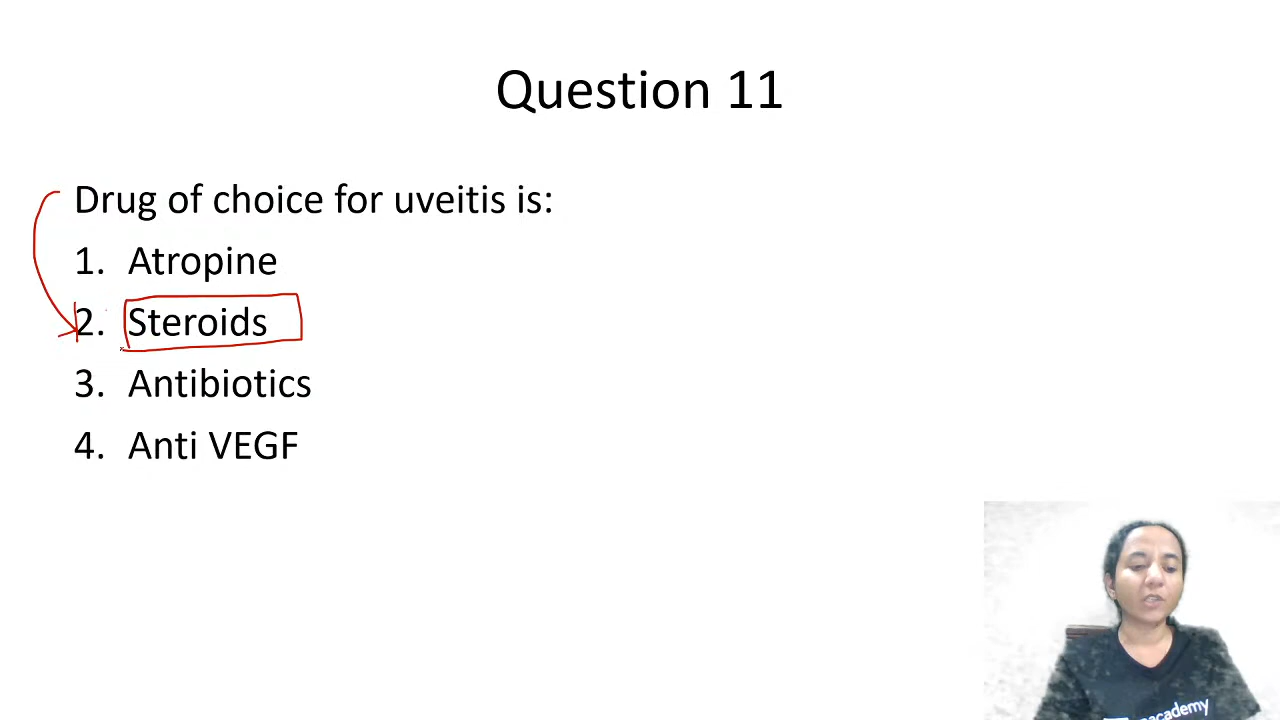 Question 11
Drug of choice for uveitis is:
1. Atropine
2. Steroids
3. Antibiotics
4. Anti VEGF